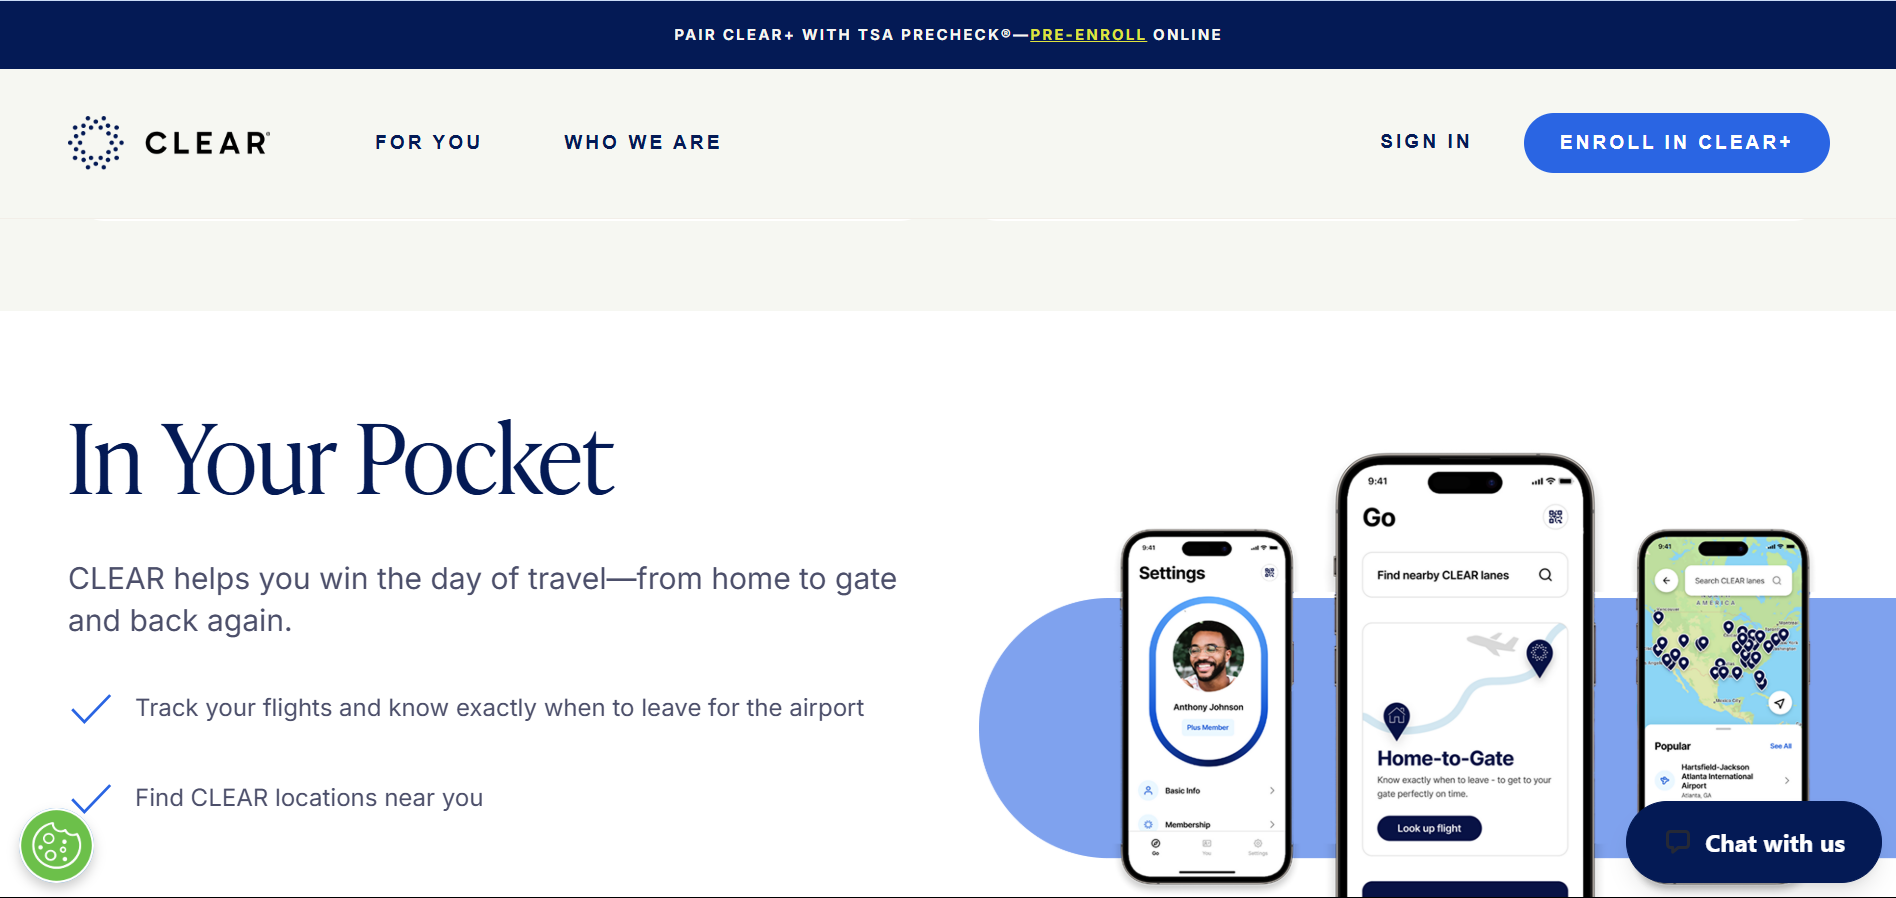 PAIR CLEAR+ WITH TSA PRECHECK®—PRE-ENROLL ONLINE
CLEAR®
FOR YOU
WHO WE ARE
SIGN IN
ENROLL IN CLEAR+
In Your Pocket
CLEAR helps you win the day of travel—from home to gate
and back again.
Track your flights and know exactly when to leave for the airport
Find CLEAR locations near you
9:41
Settings
Anthony Johnson
Plus Member
Basic Info
Membership
Go
You
Settings
9:41
Go
Find nearby CLEAR lanes
Home-to-Gate
Know exactly when to leave - to get to your
gate perfectly on time.
Look up flight
9:41
Search CLEAR lanes
AMERICA
Mexico City
Popular
See All
Hartsfield-Jackson
Atlanta International
Airport
Atlanta, GA
Chat with us